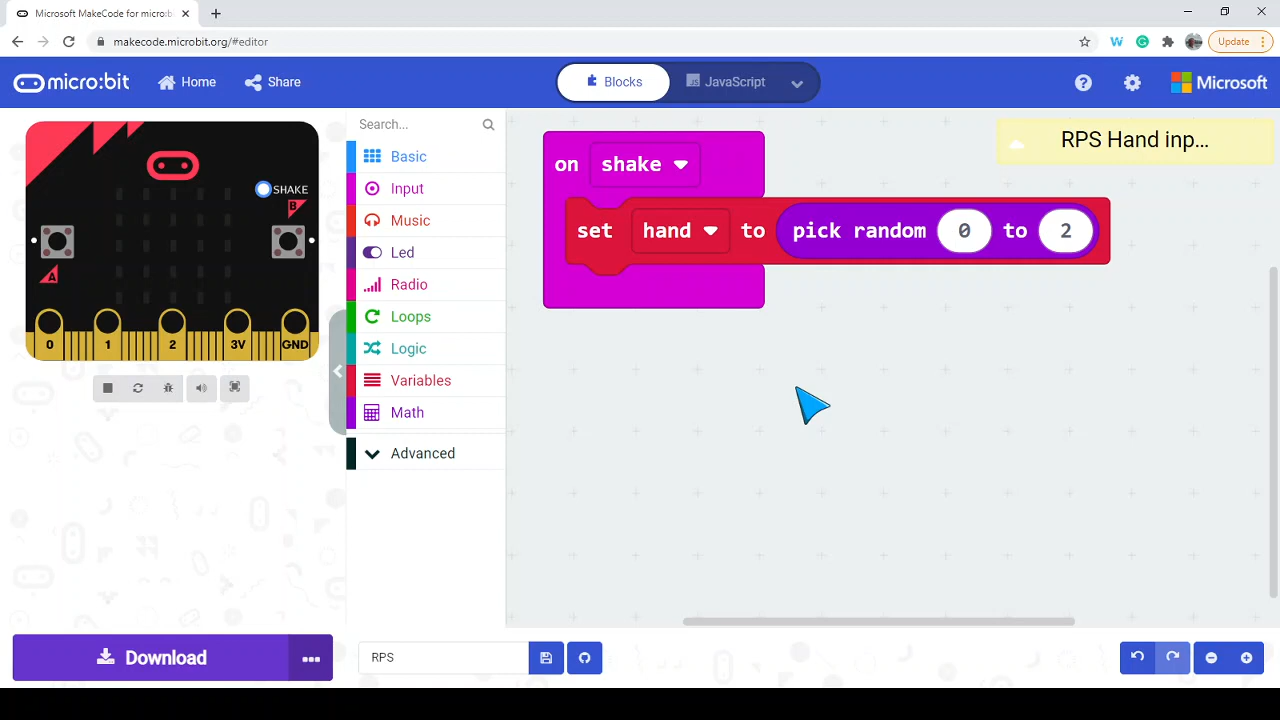 Microsoft MakeCode for micro:bi
makecode.microbit.org/#editor
Update
micro:bit
Home
Share
Blocks
JS
JavaScript
Microsoft
SHAKE
B
A
0 1 2 3V GND
Search...
Basic
Input
Music
Led
Radio
Loops
Logic
Variables
Math
Advanced
on shake
set hand to pick random 0 to 2
RPS Hand inp...
Download
RPS